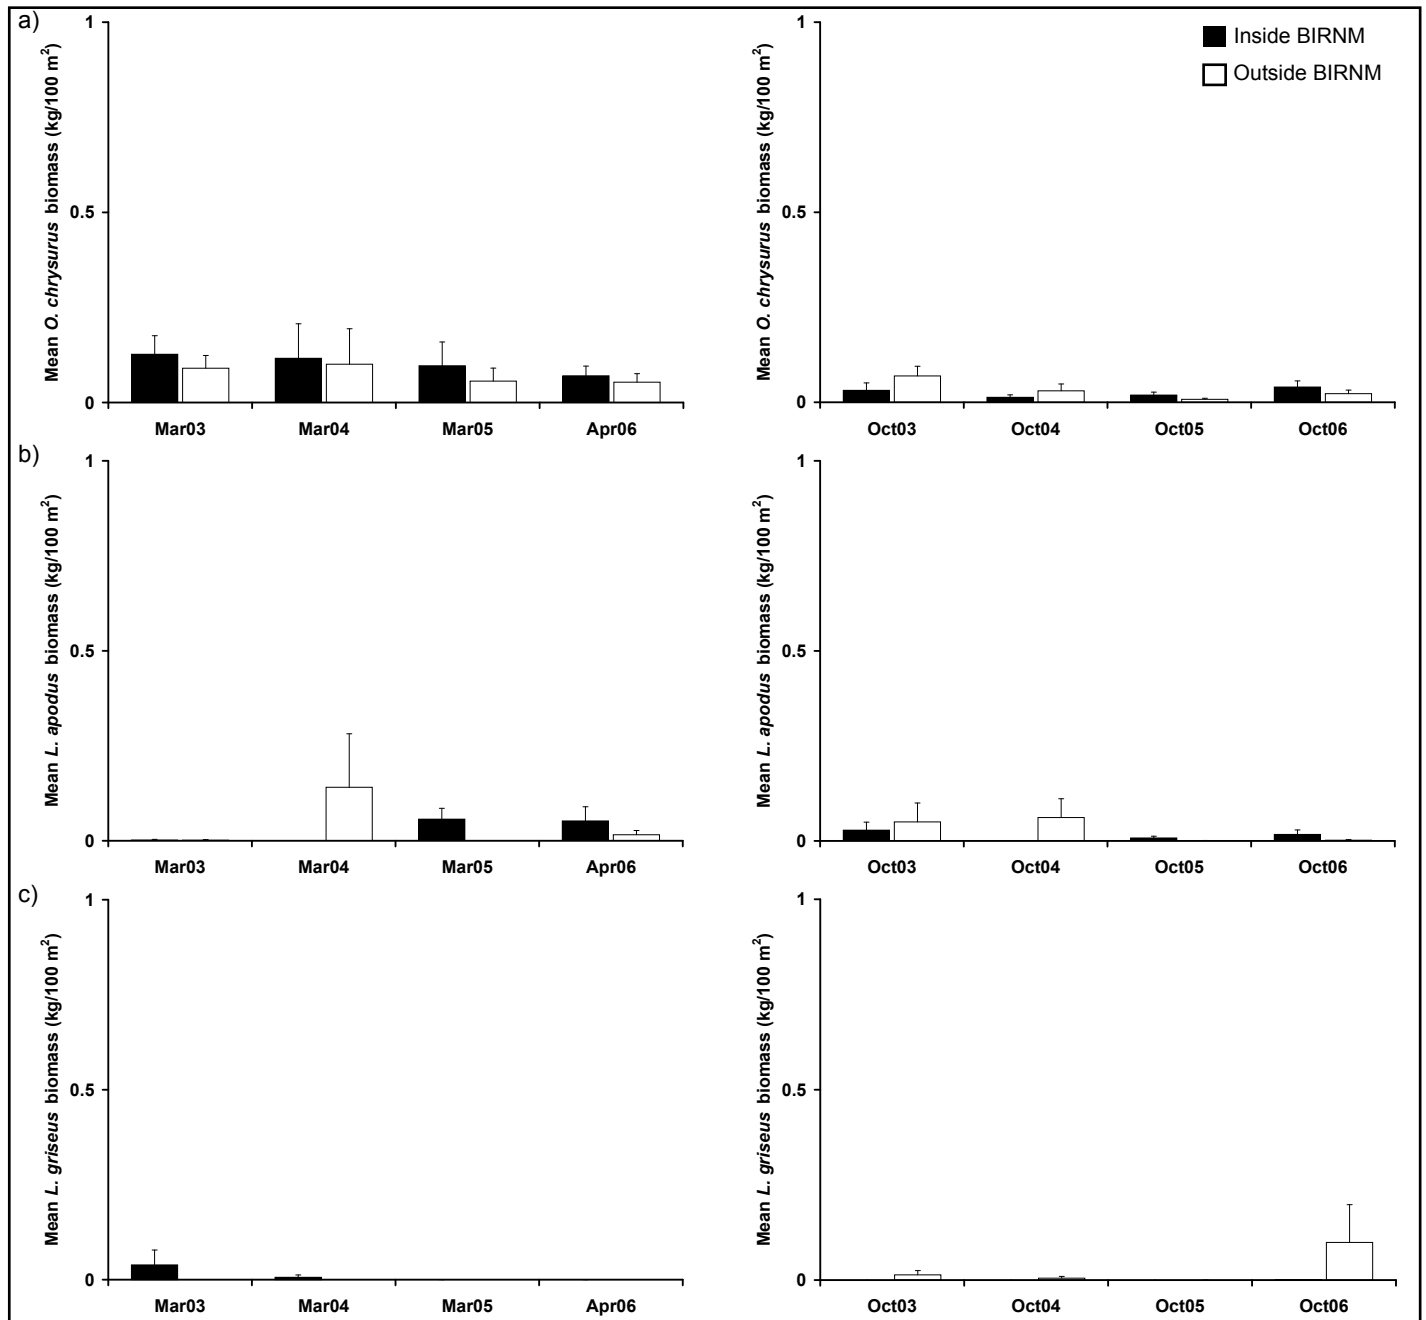 a)
Mean O. chrysurus biomass (kg/100 m²)
1
0.5
0
Mar03 Mar04 Mar05 Apr06
Mean O. chrysurus biomass (kg/100 m²)
1
0.5
0
Oct03 Oct04 Oct05 Oct06
Inside BIRNM
Outside BIRNM
b)
Mean L. apodus biomass (kg/100 m²)
1
0.5
0
Mar03 Mar04 Mar05 Apr06
Mean L. apodus biomass (kg/100 m²)
1
0.5
0
Oct03 Oct04 Oct05 Oct06
c)
Mean L. griseus biomass (kg/100 m²)
1
0.5
0
Mar03 Mar04 Mar05 Apr06
Mean L. griseus biomass (kg/100 m²)
1
0.5
0
Oct03 Oct04 Oct05 Oct06